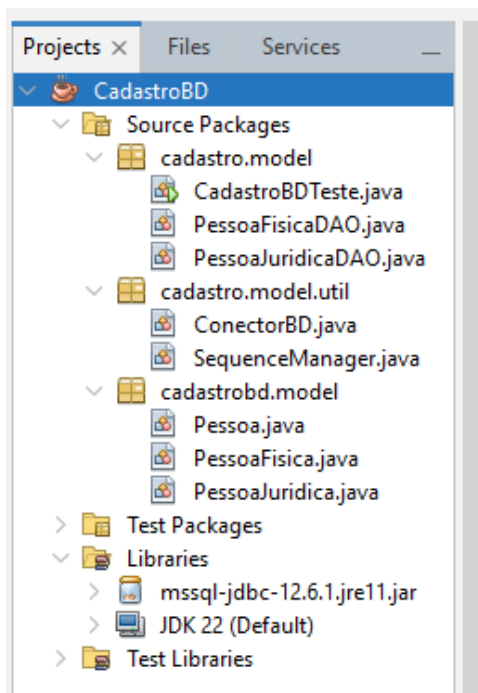 Projects × Files Services
CadastroBD
Source Packages
cadastro.model
CadastroBDTeste.java
PessoaFisicaDAO.java
PessoaJuridicaDAO.java
cadastro.model.util
ConectorBD.java
SequenceManager.java
cadastrobd.model
Pessoa.java
PessoaFisica.java
PessoaJuridica.java
Test Packages
Libraries
mssql-jdbc-12.6.1.jre11.jar
JDK 22 (Default)
Test Libraries